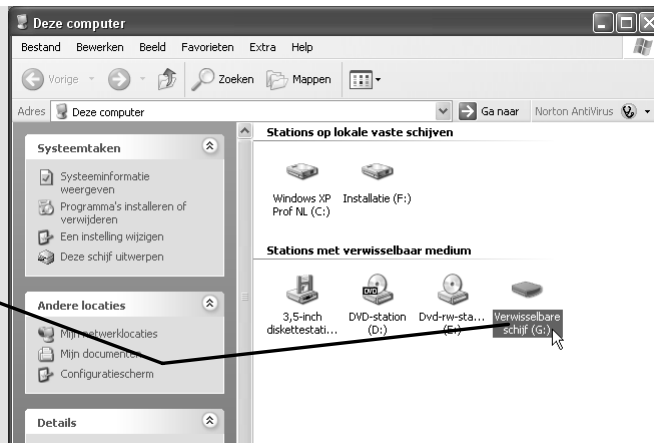 Deze computer
Bestand Bewerken Beeld Favorieten Extra Help
Vorige Zoeken Mappen
Adres Deze computer Ga naar Norton AntiVirus
Systeemtaken
Systeeminformatie
weergeven
Programma's installeren of
verwijderen
Een instelling wijzigen
Deze schijf uitwerpen
Andere locaties
Mijn netwerklocaties
Mijn documenten
Configuratiescherm
Details
Stations op lokale vaste schijven
Windows XP
Prof NL (C:)
Installatie (F:)
Stations met verwisselbaar medium
3,5-inch
diskettestati...
DVD-station
(D:)
Dvd-rw-sta...
(E:)
Verwisselbare
schijf (G:)